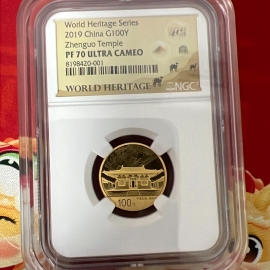 World Heritage Series
2019 China G100Y
Zhenguo Temple
PF 70 ULTRA CAMEO
8198420-001
WORLD HERITAGE
NGC
100